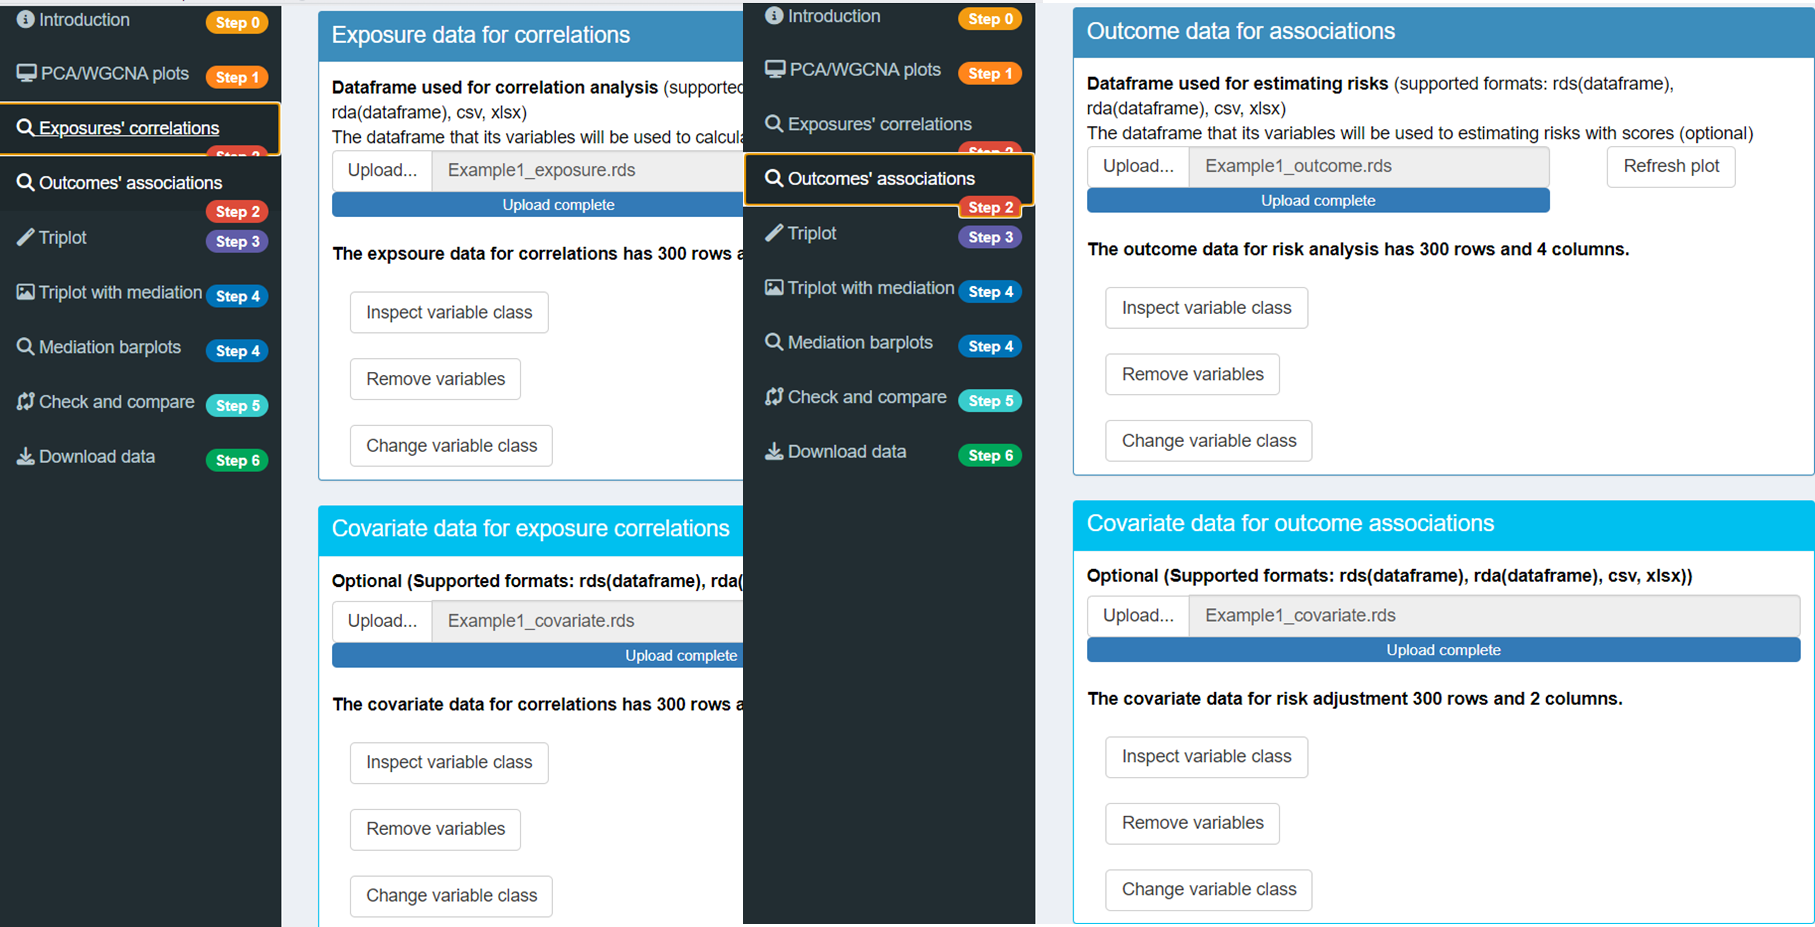 Introduction
Step 0
PCA/WGCNA plots
Step 1
Exposures' correlations
Step 2
Outcomes' associations
Step 2
Triplot
Step 3
Triplot with mediation
Step 4
Mediation barplots
Step 4
Check and compare
Step 5
Download data
Step 6
Exposure data for correlations
Dataframe used for correlation analysis (supported
rda(dataframe), csv, xlsx)
The dataframe that its variables will be used to calcula
Upload...
Example1_exposure.rds
Upload complete
The expsoure data for correlations has 300 rows a
Inspect variable class
Remove variables
Change variable class
Covariate data for exposure correlations
Optional (Supported formats: rds(dataframe), rda(
Upload...
Example1_covariate.rds
Upload complete
The covariate data for correlations has 300 rows a
Inspect variable class
Remove variables
Change variable class
Introduction
Step 0
PCA/WGCNA plots
Step 1
Exposures' correlations
Step 2
Outcomes' associations
Step 2
Triplot
Step 3
Triplot with mediation
Step 4
Mediation barplots
Step 4
Check and compare
Step 5
Download data
Step 6
Outcome data for associations
Dataframe used for estimating risks (supported formats: rds(dataframe),
rda(dataframe), csv, xlsx)
The dataframe that its variables will be used to estimating risks with scores (optional)
Upload...
Example1_outcome.rds
Refresh plot
Upload complete
The outcome data for risk analysis has 300 rows and 4 columns.
Inspect variable class
Remove variables
Change variable class
Covariate data for outcome associations
Optional (Supported formats: rds(dataframe), rda(dataframe), csv, xlsx))
Upload...
Example1_covariate.rds
Upload complete
The covariate data for risk adjustment 300 rows and 2 columns.
Inspect variable class
Remove variables
Change variable class